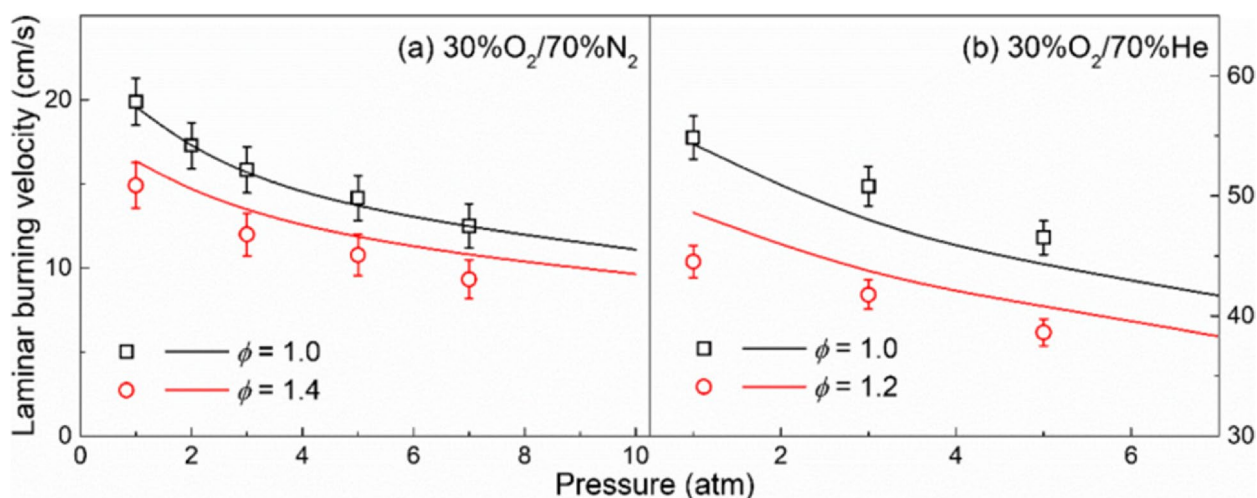 (a) 30%O₂/70%N₂
(b) 30%O₂/70%He
Laminar burning velocity (cm/s)
20
10
0
60
50
40
30
ϕ = 1.0
ϕ = 1.4
ϕ = 1.0
ϕ = 1.2
0 2 4 6 8 10
2 4 6
Pressure (atm)